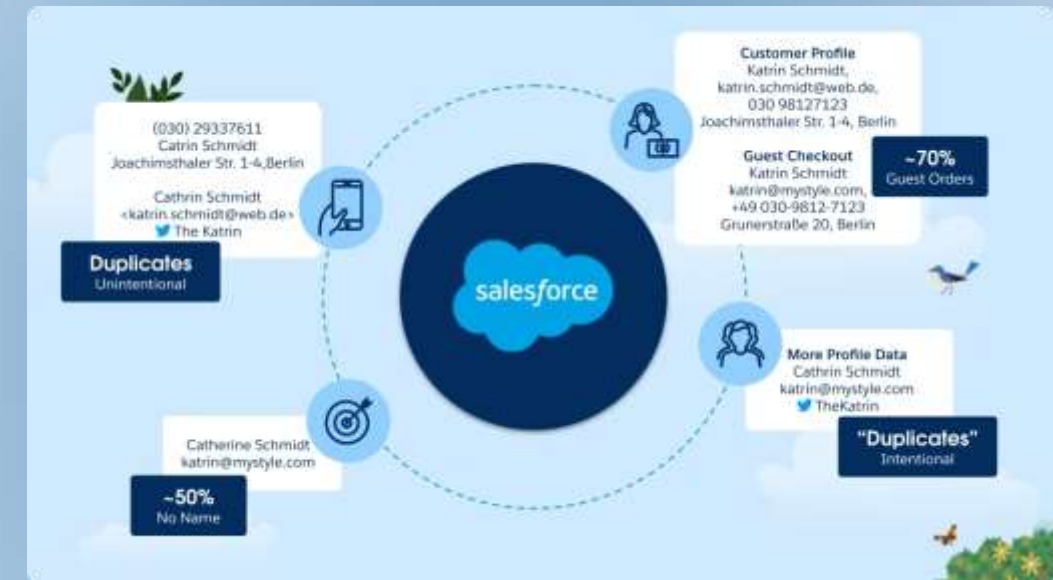 (030) 29337611
Catrin Schmidt
Joachimsthaler Str. 1-4,Berlin
Cathrin Schmidt
<katrin.schmidt@web.de>
The Katrin
Duplicates
Unintentional
Customer Profile
Katrin Schmidt,
katrin.schmidt@web.de,
030 98127123
Joachimsthaler Str. 1-4, Berlin
Guest Checkout
Katrin Schmidt
katrin@mystyle.com,
+49 030-9812-7123
Grunerstraße 20, Berlin
~70%
Guest Orders
salesforce
More Profile Data
Cathrin Schmidt
katrin@mystyle.com
TheKatrin
"Duplicates"
Intentional
Catherine Schmidt
katrin@mystyle.com
~50%
No Name